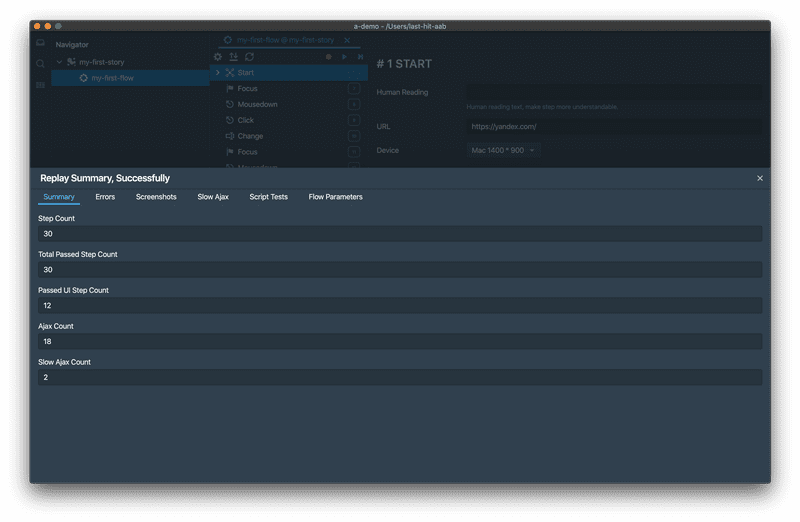 a-demo - /Users/last-hit-aab
Navigator
my-first-story
my-first-flow
my-first-flow @ my-first-story
Start
Focus
Mousedown
Click
Change
Focus
Mousedown
# 1 START
Human Reading
Human reading text, make step more understandable.
URL
https://yandex.com/
Device
Mac 1400 * 900
Replay Summary, Successfully
Summary Errors Screenshots Slow Ajax Script Tests Flow Parameters
Step Count
30
Total Passed Step Count
30
Passed UI Step Count
12
Ajax Count
18
Slow Ajax Count
2